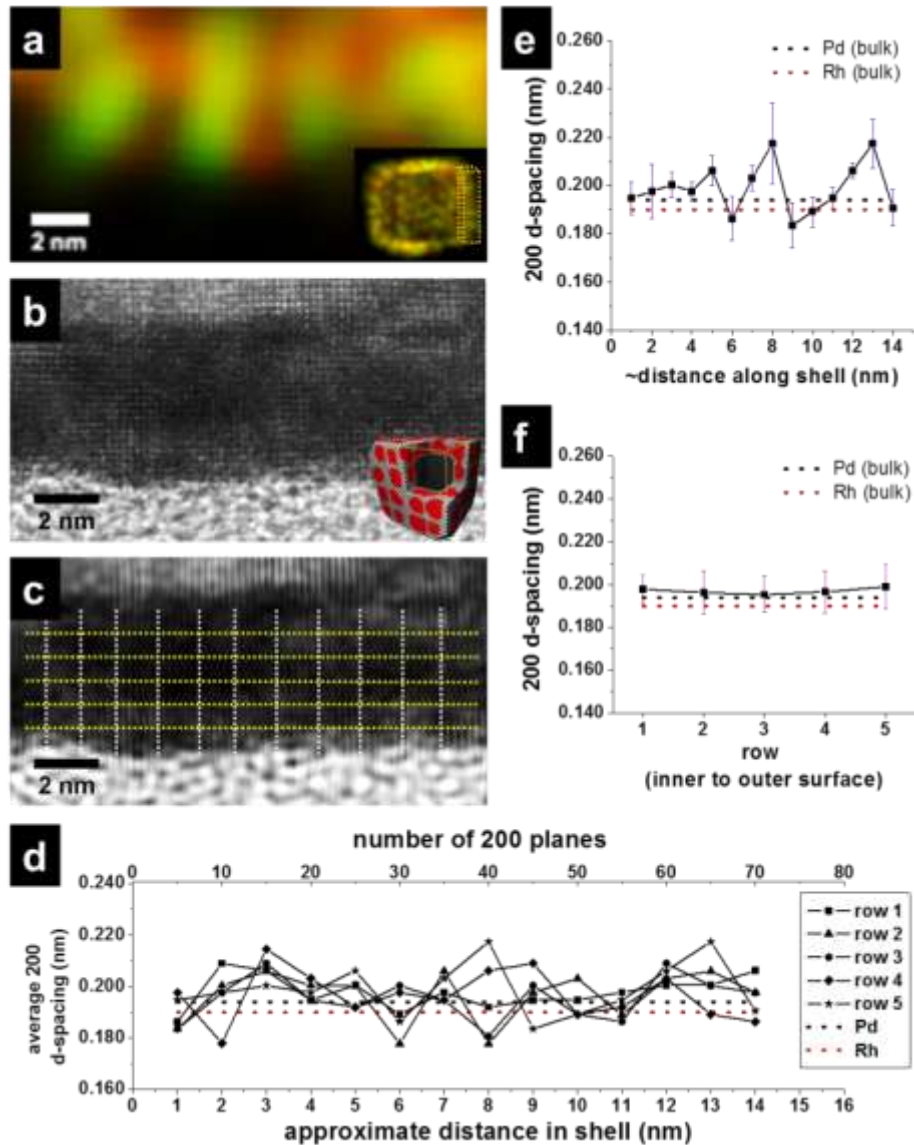 a
2 nm
b
2 nm
c
2 nm
e
0.260
0.240
0.220
0.200
0.180
0.160
0.140
200 d-spacing (nm)
Pd (bulk)
Rh (bulk)
0 2 4 6 8 10 12 14
~distance along shell (nm)
f
0.260
0.240
0.220
0.200
0.180
0.160
0.140
200 d-spacing (nm)
Pd (bulk)
Rh (bulk)
1 2 3 4 5
row
(inner to outer surface)
d
number of 200 planes
0 10 20 30 40 50 60 70 80
0.240
0.220
0.200
0.180
0.160
average 200
d-spacing (nm)
row 1
row 2
row 3
row 4
row 5
Pd
Rh
0 1 2 3 4 5 6 7 8 9 10 11 12 13 14 15 16
approximate distance in shell (nm)